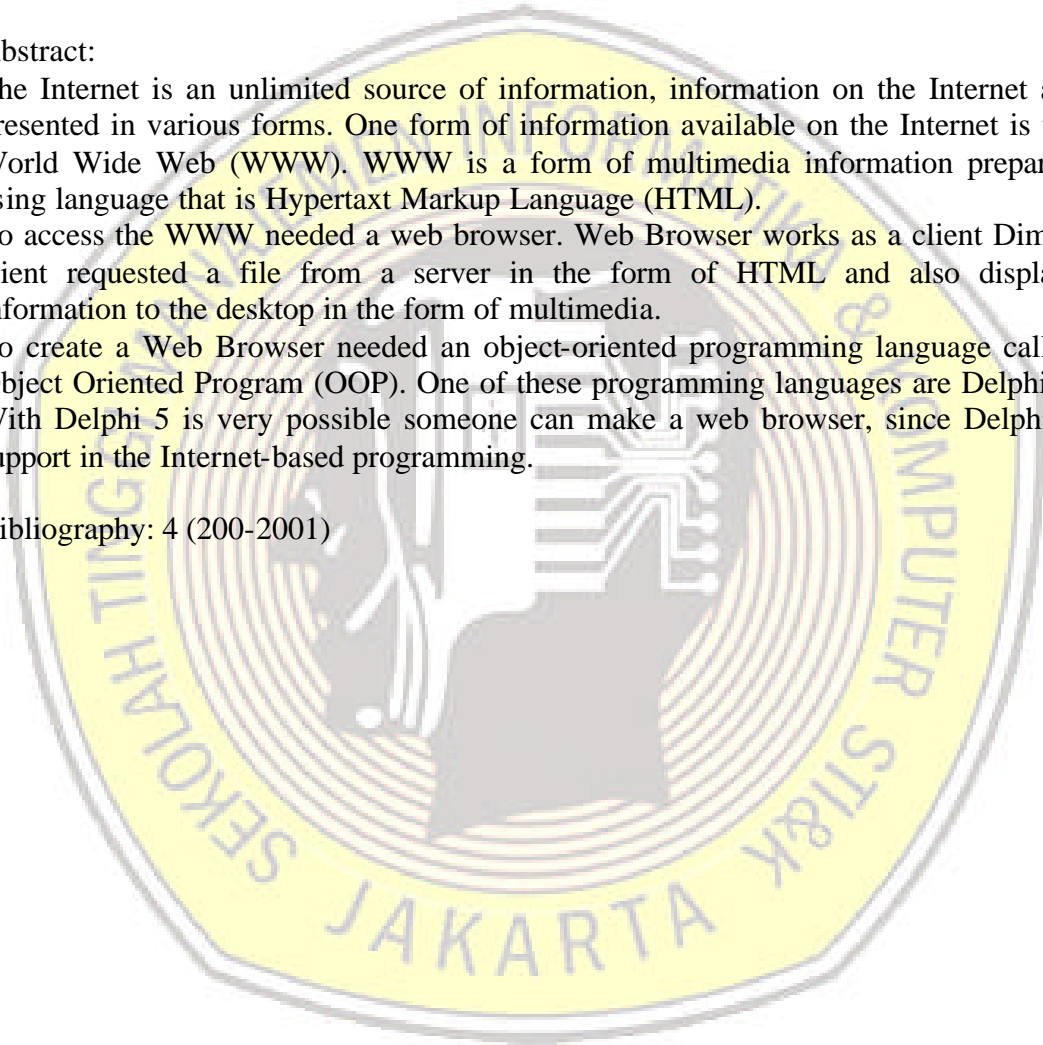 bstract:
he Internet is an unlimited source of information, information on the Internet a
resented in various forms. One form of information available on the Internet is
World Wide Web (WWW). WWW is a form of multimedia information prepar
sing language that is Hypertaxt Markup Language (HTML).
o access the WWW needed a web browser. Web Browser works as a client Dim
lient requested a file from a server in the form of HTML and also displa
nformation to the desktop in the form of multimedia.
o create a Web Browser needed an object-oriented programming language call
bject Oriented Program (OOP). One of these programming languages are Delphi
With Delphi 5 is very possible someone can make a web browser, since Delphi
upport in the Internet-based programming.
ibliography: 4 (200-2001)
SEKOLAH TINGGI MANAJEMEN INFORMATIKA & KOMPUTER STI&K
JAKARTA